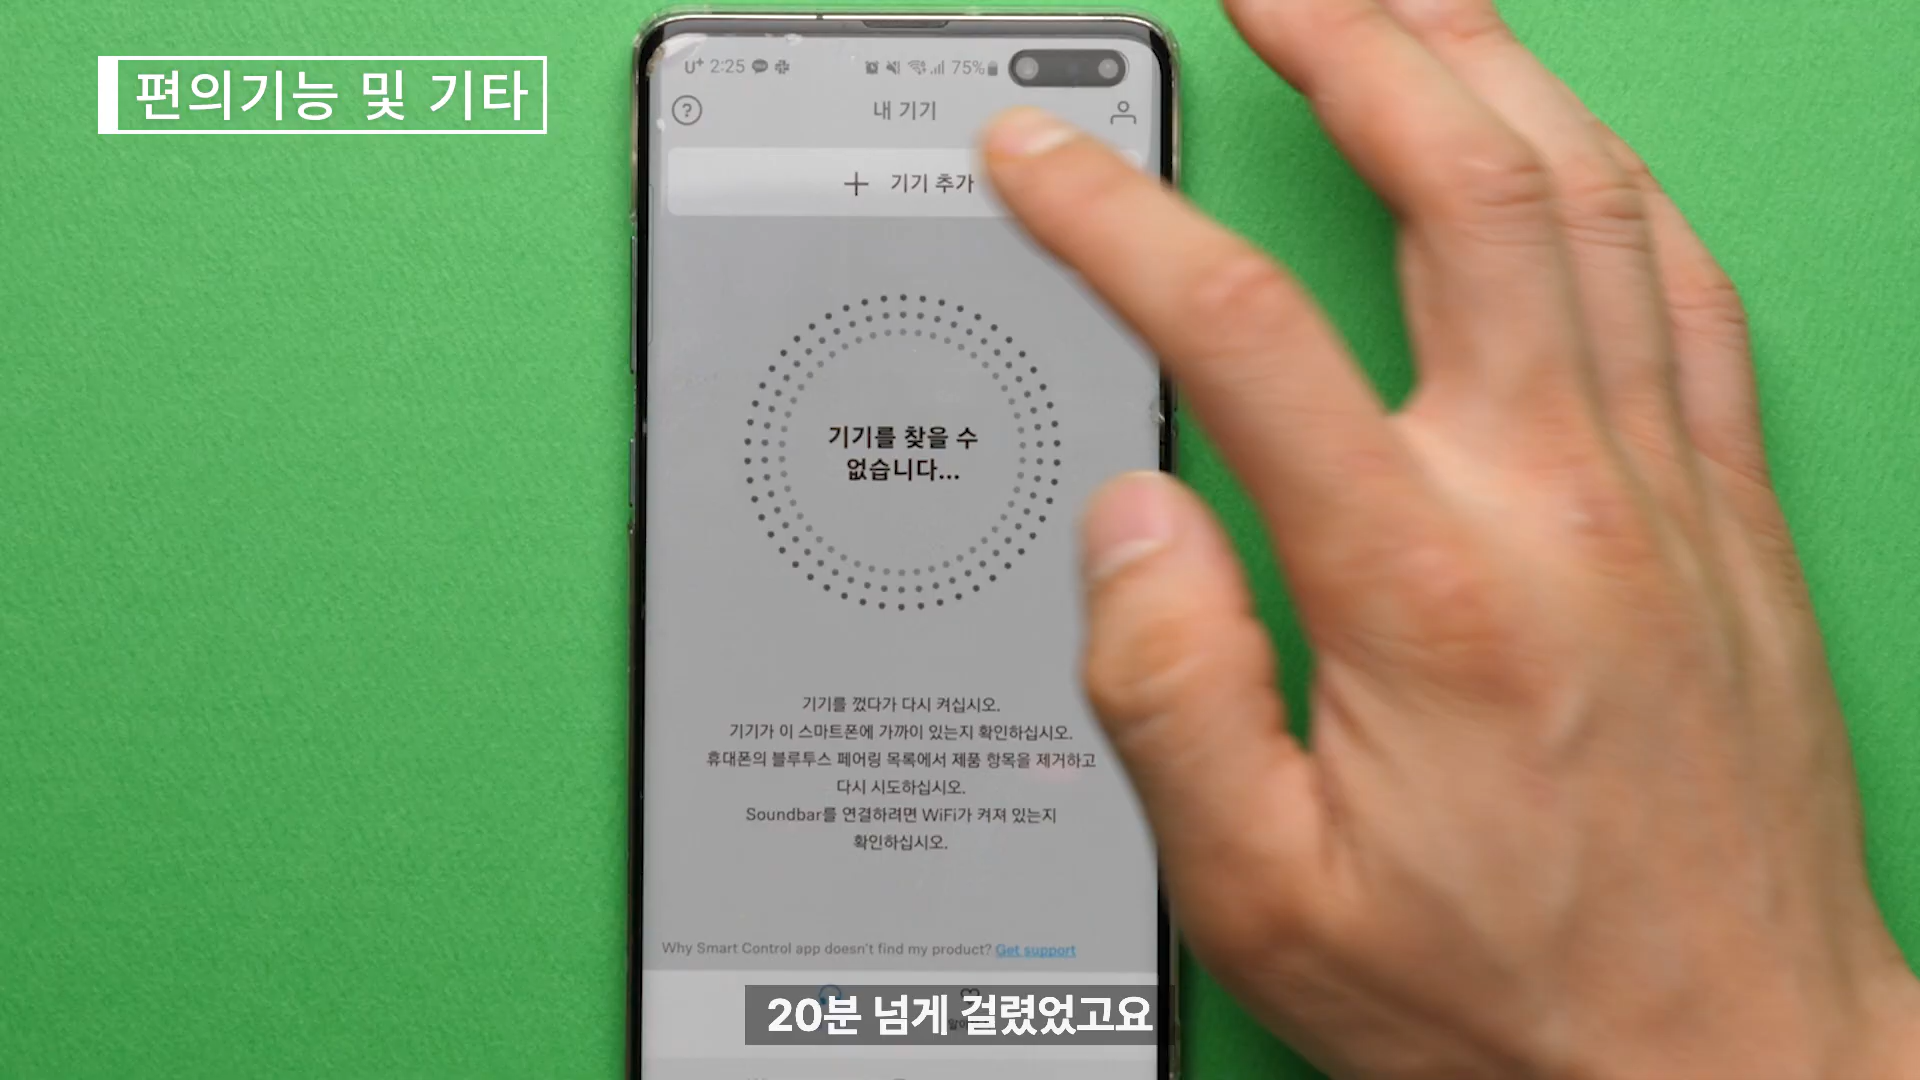 편의기능 및 기타
U⁺ 2:25 75%
내 기기
+ 기기 추가
기기를 찾을 수
없습니다...
기기를 껐다가 다시 켜십시오.
기기가 이 스마트폰에 가까이 있는지 확인하십시오.
휴대폰의 블루투스 페어링 목록에서 제품 항목을 제거하고
다시 시도하십시오.
Soundbar를 연결하려면 WiFi가 켜져 있는지
확인하십시오.
Why Smart Control app doesn't find my product? Get support
20분 넘게 걸렸었고요